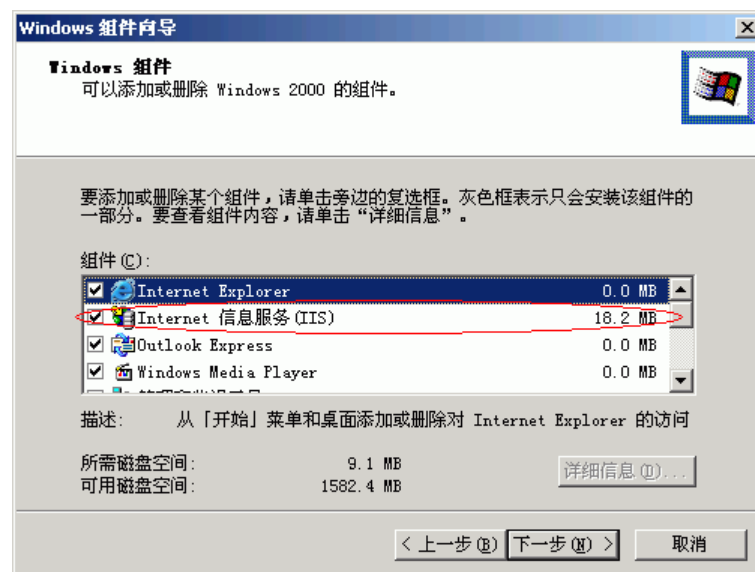 Windows 组件向导
Windows 组件
可以添加或删除 Windows 2000 的组件。
要添加或删除某个组件，请单击旁边的复选框。灰色框表示只会安装该组件的
一部分。要查看组件内容，请单击“详细信息”。
组件(C):
Internet Explorer 0.0 MB
Internet 信息服务(IIS) 18.2 MB
Outlook Express 0.0 MB
Windows Media Player 0.0 MB
描述: 从「开始」菜单和桌面添加或删除对 Internet Explorer 的访问
所需磁盘空间: 9.1 MB
可用磁盘空间: 1582.4 MB
详细信息(D)...
< 上一步(B) 下一步(N) > 取消